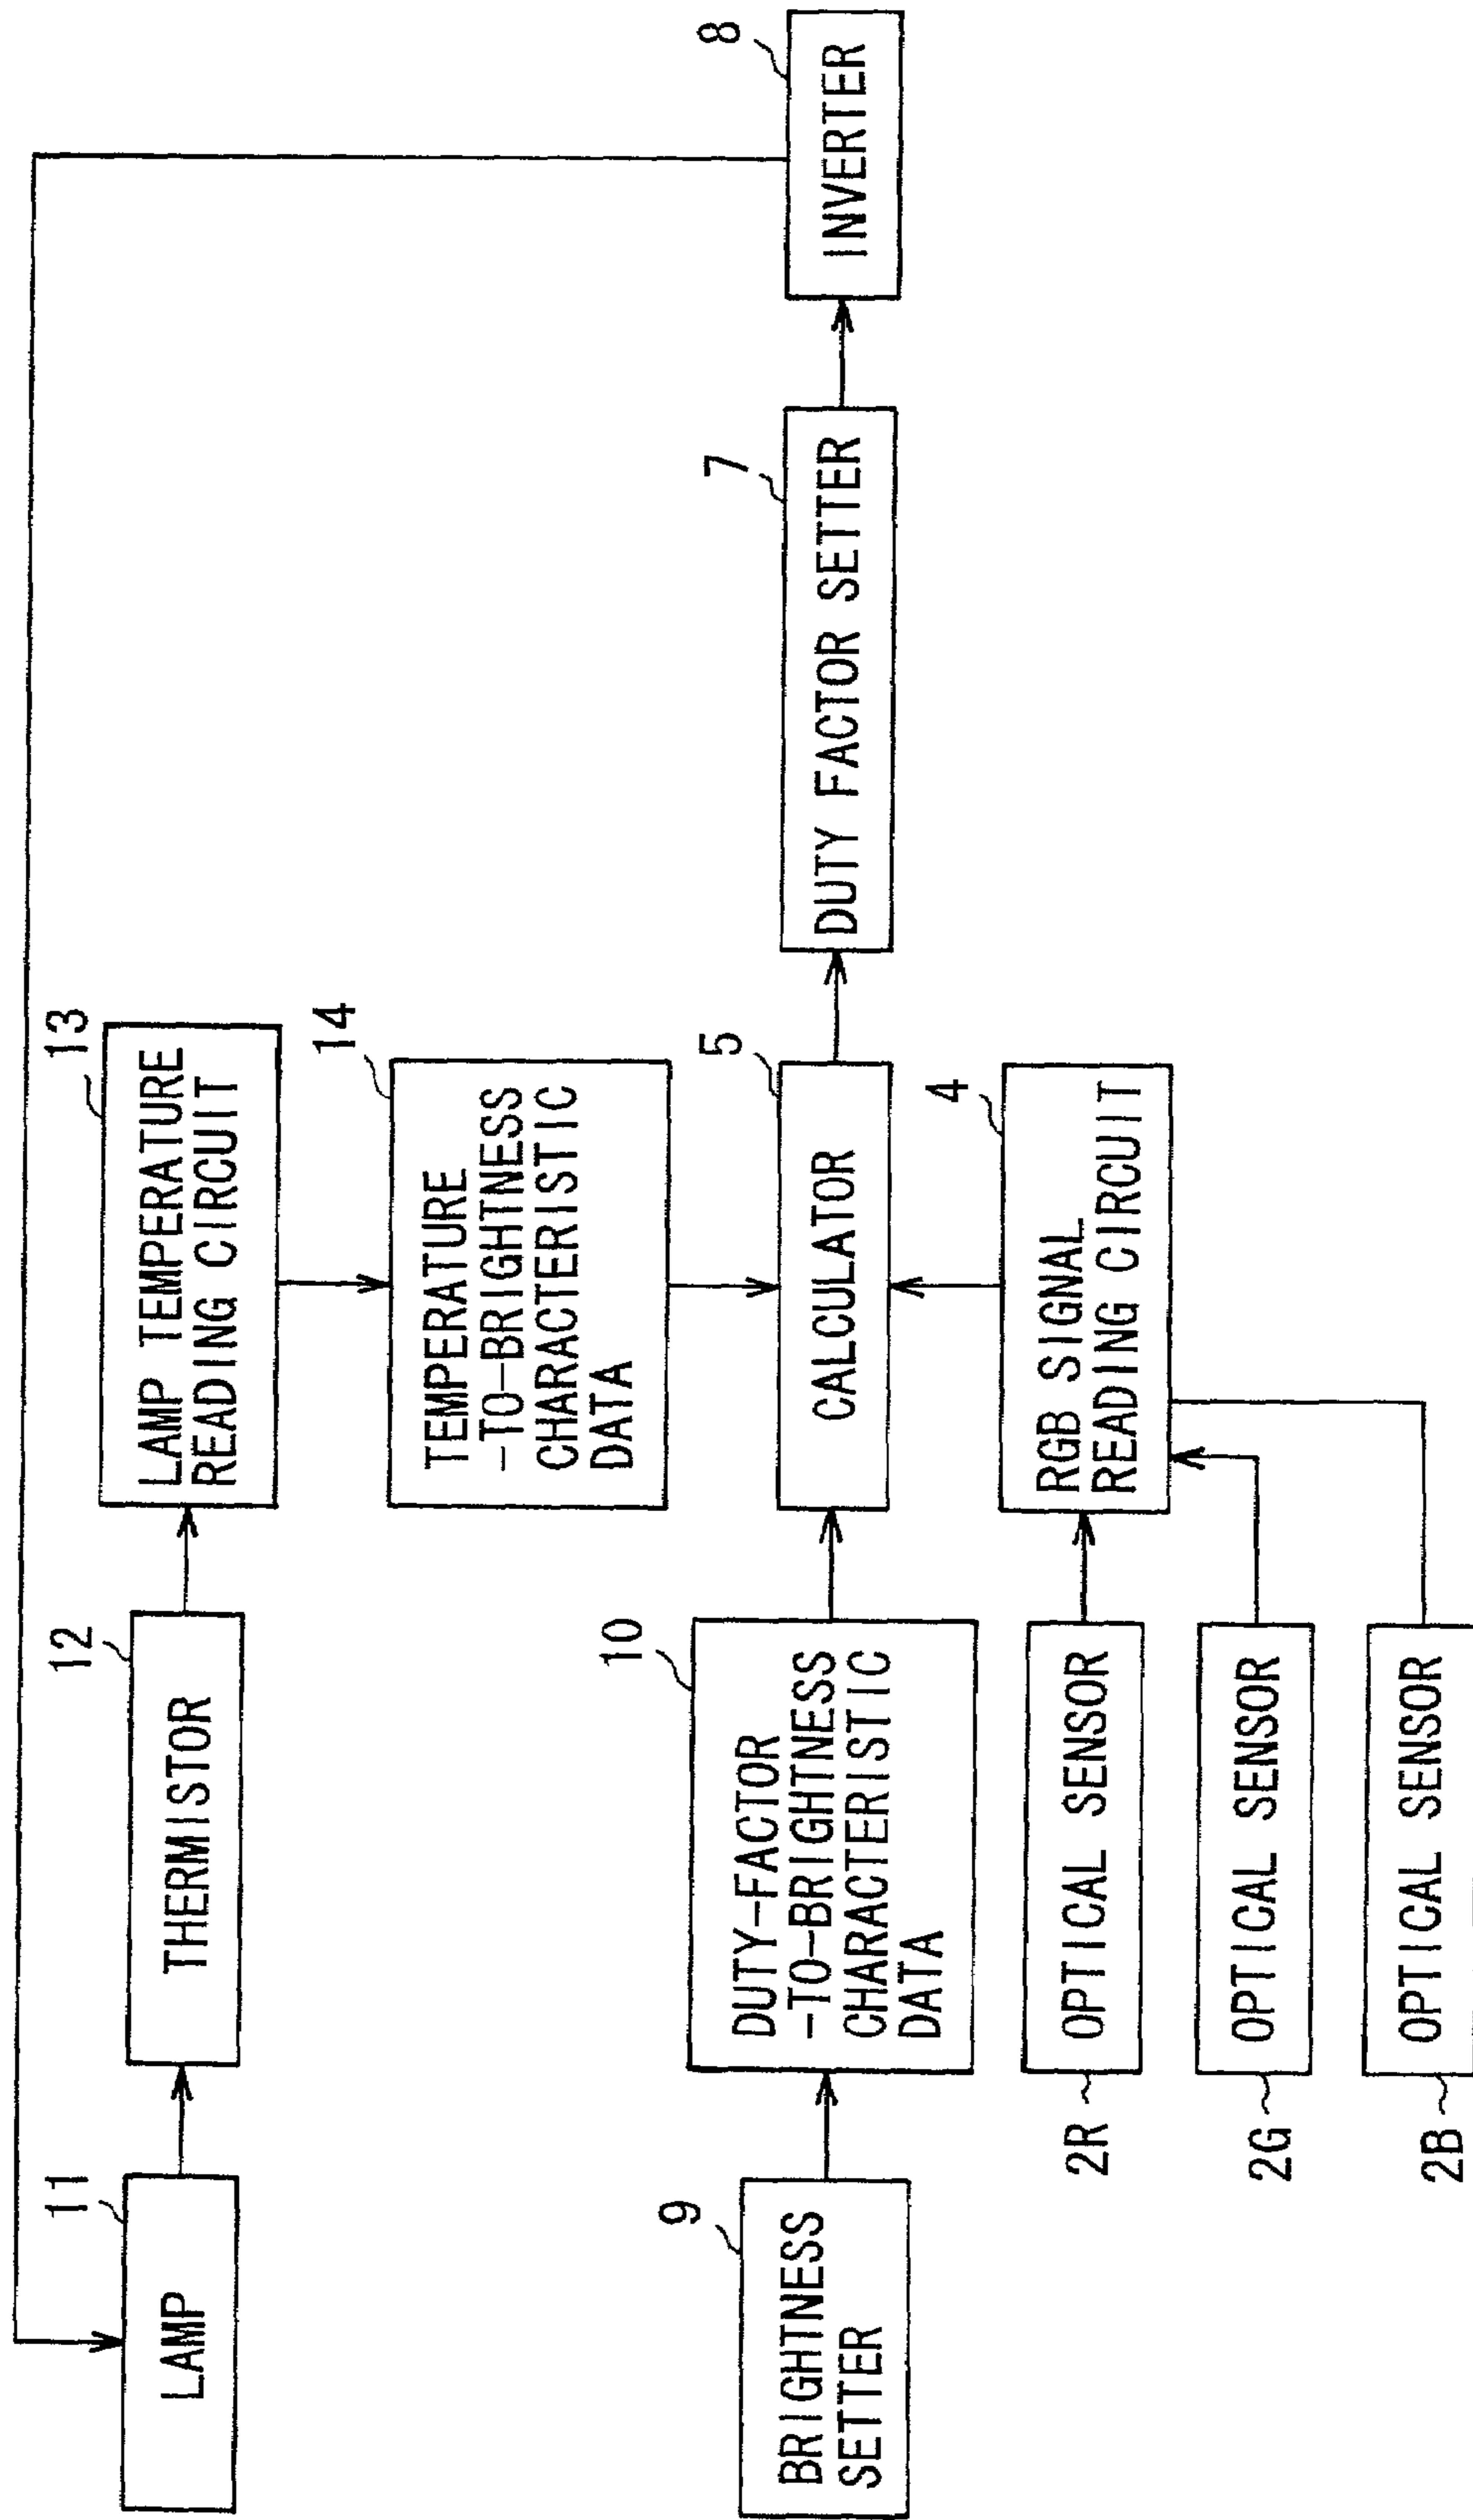 11
LAMP
12
THERMISTOR
13
LAMP TEMPERATURE
READING CIRCUIT
14
TEMPERATURE
-TO-BRIGHTNESS
CHARACTERISTIC
DATA
9
BRIGHTNESS
SETTER
10
DUTY-FACTOR
-TO-BRIGHTNESS
CHARACTERISTIC
DATA
5
CALCULATOR
7
DUTY FACTOR SETTER
8
INVERTER
4
RGB SIGNAL
READING CIRCUIT
2R
OPTICAL SENSOR
2G
OPTICAL SENSOR
2B
OPTICAL SENSOR